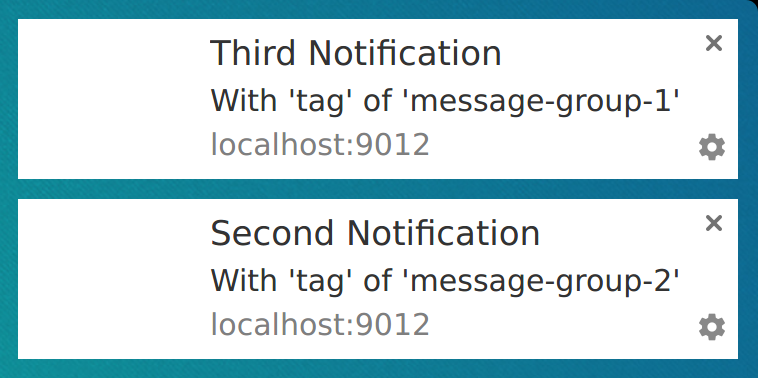 Third Notification
With 'tag' of 'message-group-1'
localhost:9012
Second Notification
With 'tag' of 'message-group-2'
localhost:9012